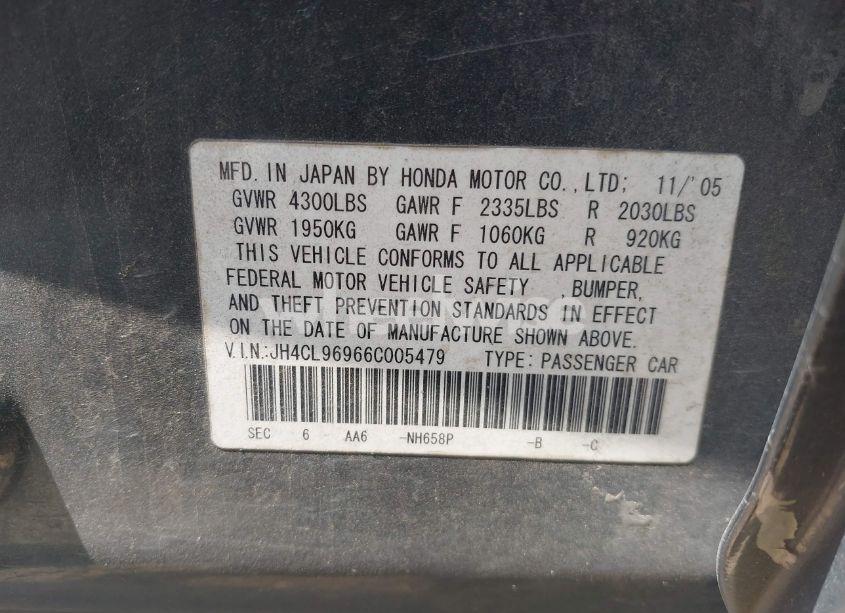 MFD. IN JAPAN BY HONDA MOTOR CO.,LTD; 11/'05
GVWR 4300LBS GAWR F 2335LBS R 2030LBS
GVWR 1950KG GAWR F 1060KG R 920KG
THIS VEHICLE CONFORMS TO ALL APPLICABLE
FEDERAL MOTOR VEHICLE SAFETY ,BUMPER,
AND THEFT PREVENTION STANDARDS IN EFFECT
ON THE DATE OF MANUFACTURE SHOWN ABOVE.
V.I.N.:JH4CL96966C005479 TYPE: PASSENGER CAR
SEC 6 AA6 -NH658P -B -C